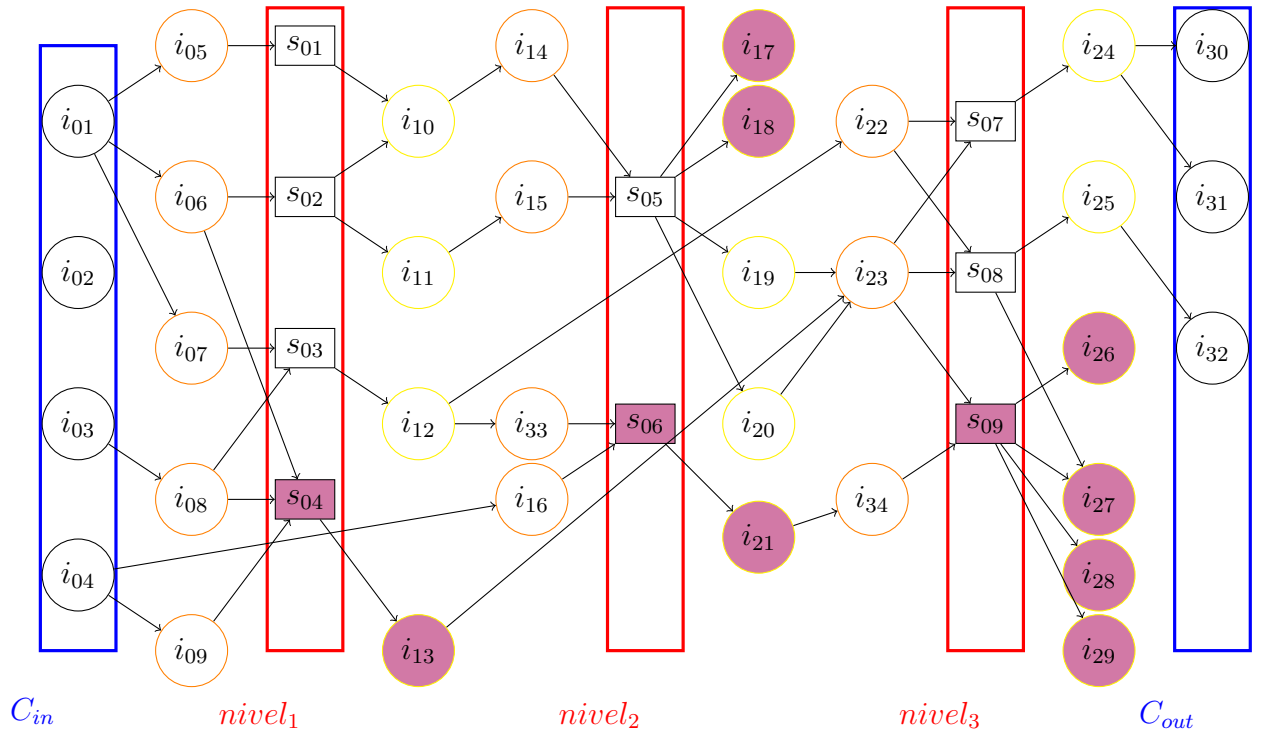 i05 s01 i14 i17 i24 i30
i01 i10 i18 i22 s07
i06 s02 i15 s05 i25 i31
i02 i11 i19 i23 s08
i07 s03 i26 i32
i03 i12 i33 s06 i20 s09
i08 s04 i16 i34 i27
i21
i04 i28
i09 i13 i29
Cin nivel1 nivel2 nivel3 Cout